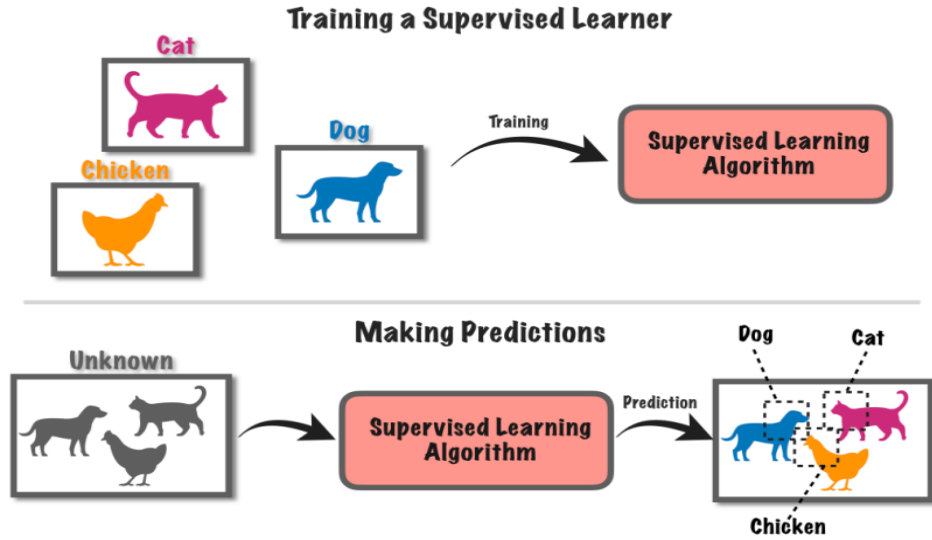 Training a Supervised Learner
Cat
Dog
Chicken
Training
Supervised Learning
Algorithm
Making Predictions
Unknown
Supervised Learning
Algorithm
Prediction
Dog
Cat
Chicken